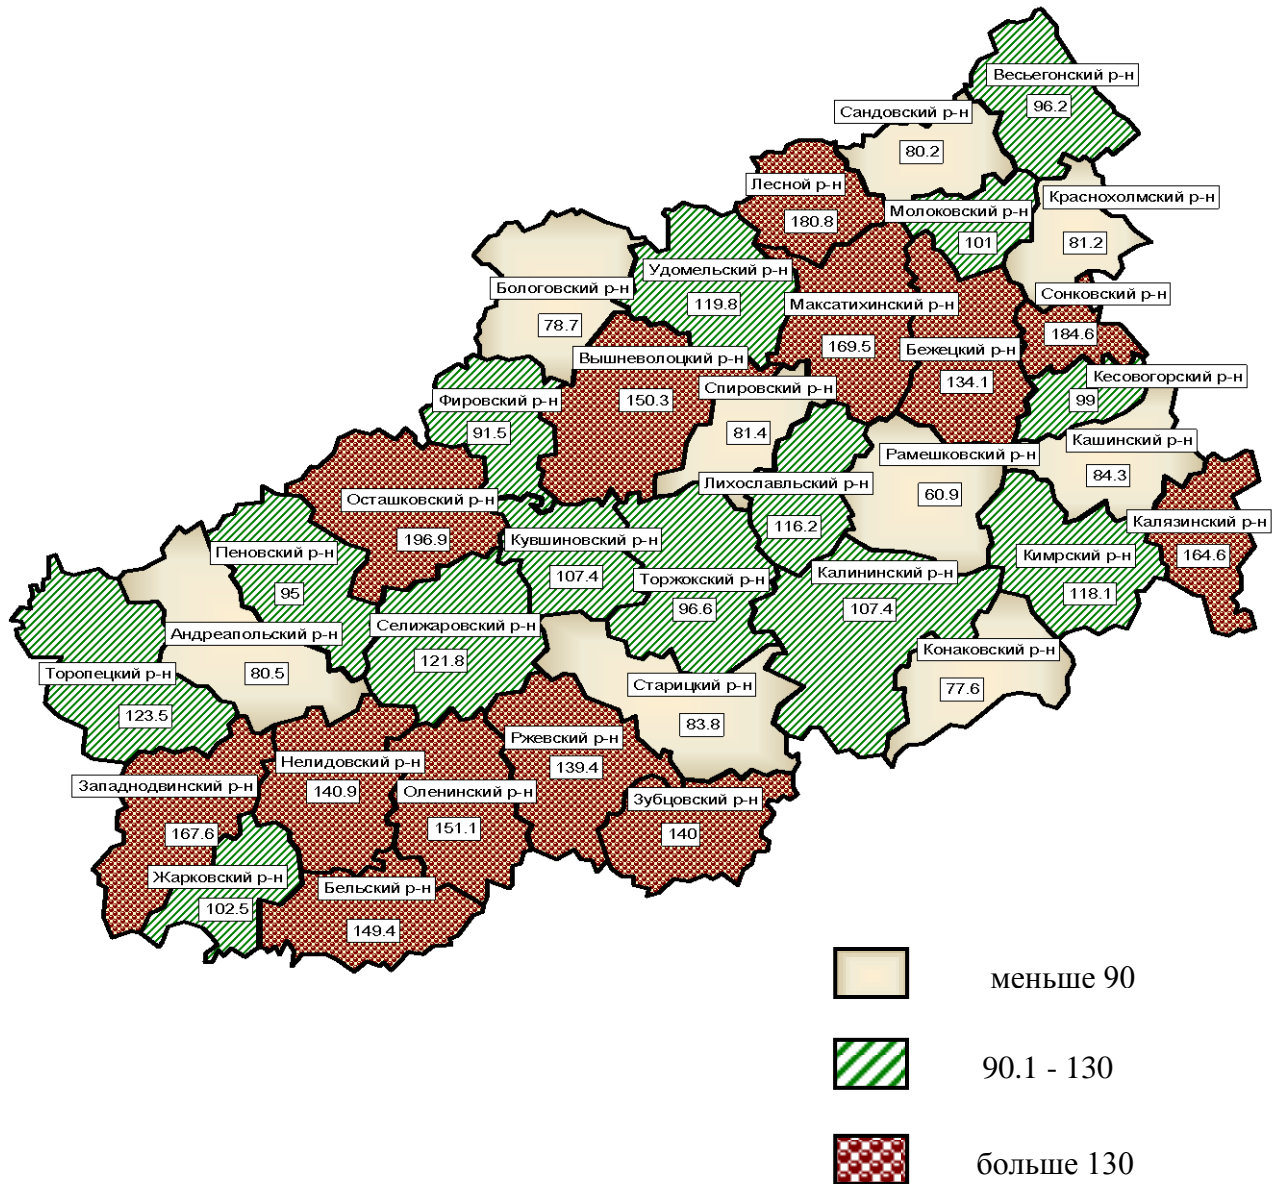 Весьегонский р-н
96.2
Сандовский р-н
80.2
Лесной р-н
180.8
Молоковский р-н
101
Краснохолмский р-н
81.2
Удомельский р-н
119.8
Бологовский р-н
78.7
Максатихинский р-н
169.5
Сонковский р-н
184.6
Бежецкий р-н
134.1
Вышневолоцкий р-н
150.3
Спировский р-н
81.4
Кесовогорский р-н
99
Фировский р-н
91.5
Кашинский р-н
84.3
Рамешковский р-н
60.9
Лихославльский р-н
116.2
Осташковский р-н
196.9
Калязинский р-н
164.6
Кувшиновский р-н
107.4
Пеновский р-н
95
Кимрский р-н
118.1
Торжокский р-н
96.6
Калининский р-н
107.4
Андреапольский р-н
80.5
Селижаровский р-н
121.8
Конаковский р-н
77.6
Торопецкий р-н
123.5
Старицкий р-н
83.8
Ржевский р-н
139.4
Нелидовский р-н
140.9
Западнодвинский р-н
167.6
Оленинский р-н
151.1
Зубцовский р-н
140
Жарковский р-н
102.5
Бельский р-н
149.4
меньше 90
90.1 - 130
больше 130